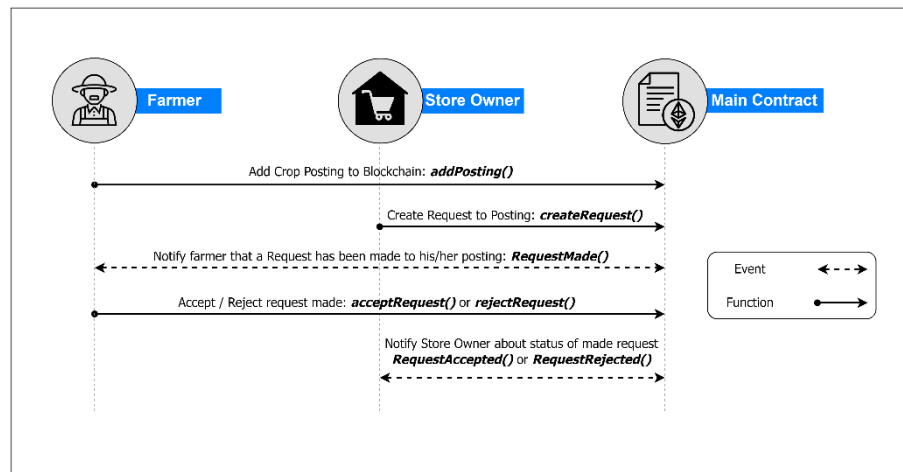 Farmer
Store Owner
Main Contract
Add Crop Posting to Blockchain: addPosting()
Create Request to Posting: createRequest()
Notify farmer that a Request has been made to his/her posting: RequestMade()
Event
Accept / Reject request made: acceptRequest() or rejectRequest()
Function
Notify Store Owner about status of made request
RequestAccepted() or RequestRejected()